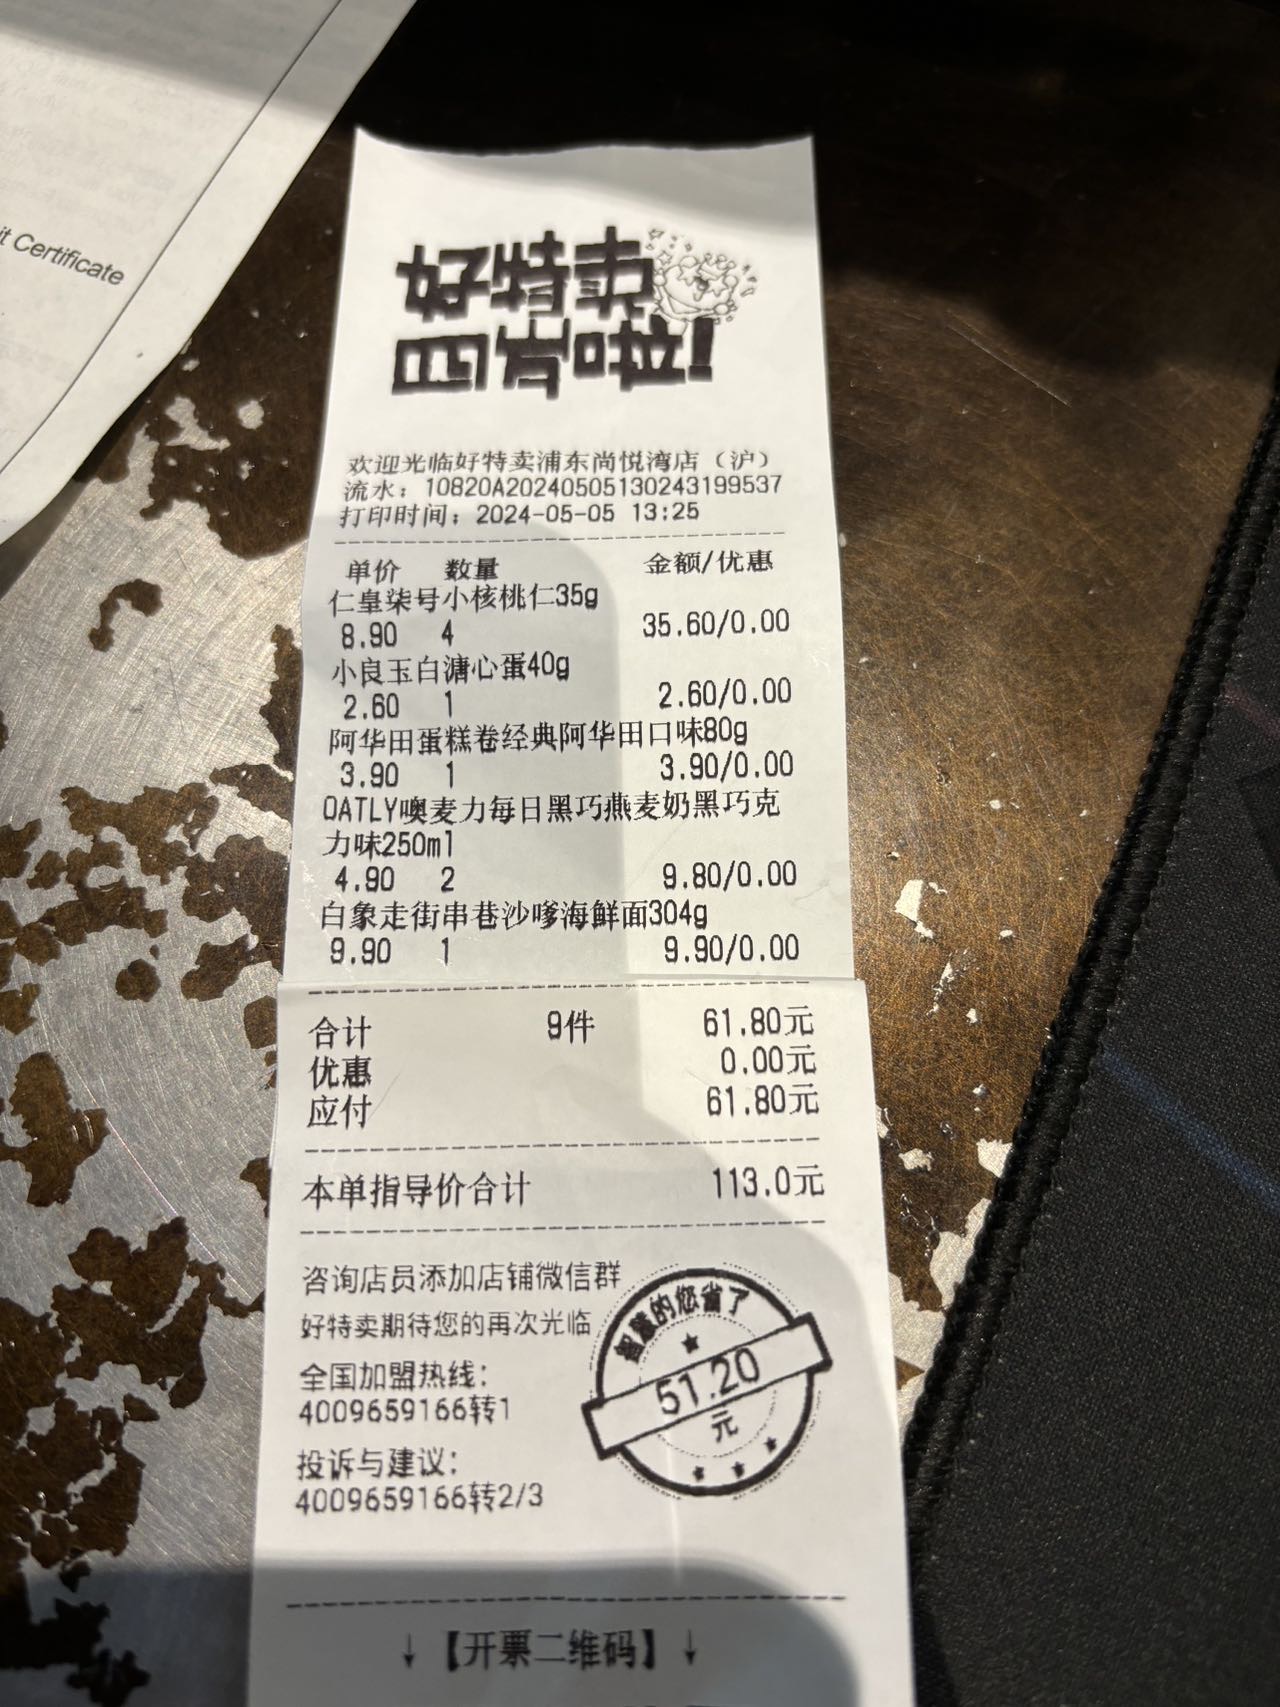 it Certificate
好特卖
开啦!
欢迎光临好特卖浦东尚悦湾店（沪）
流水：10820A20240505130243199537
打印时间：2024-05-05 13:25
单价 数量 金额/优惠
仁皇柒号小核桃仁35g
8.90 4 35.60/0.00
小良玉白溏心蛋40g
2.60 1 2.60/0.00
阿华田蛋糕卷经典阿华田口味80g
3.90 1 3.90/0.00
OATLY噢麦力每日黑巧燕麦奶黑巧克
力味250ml
4.90 2 9.80/0.00
白象走街串巷沙嗲海鲜面304g
9.90 1 9.90/0.00
合计 9件 61.80元
优惠 0.00元
应付 61.80元
本单指导价合计 113.0元
咨询店员添加店铺微信群
好特卖期待您的再次光临
全国加盟热线：
4009659166转1
投诉与建议：
4009659166转2/3
智慧的您省了
51.20
元
↓【开票二维码】↓